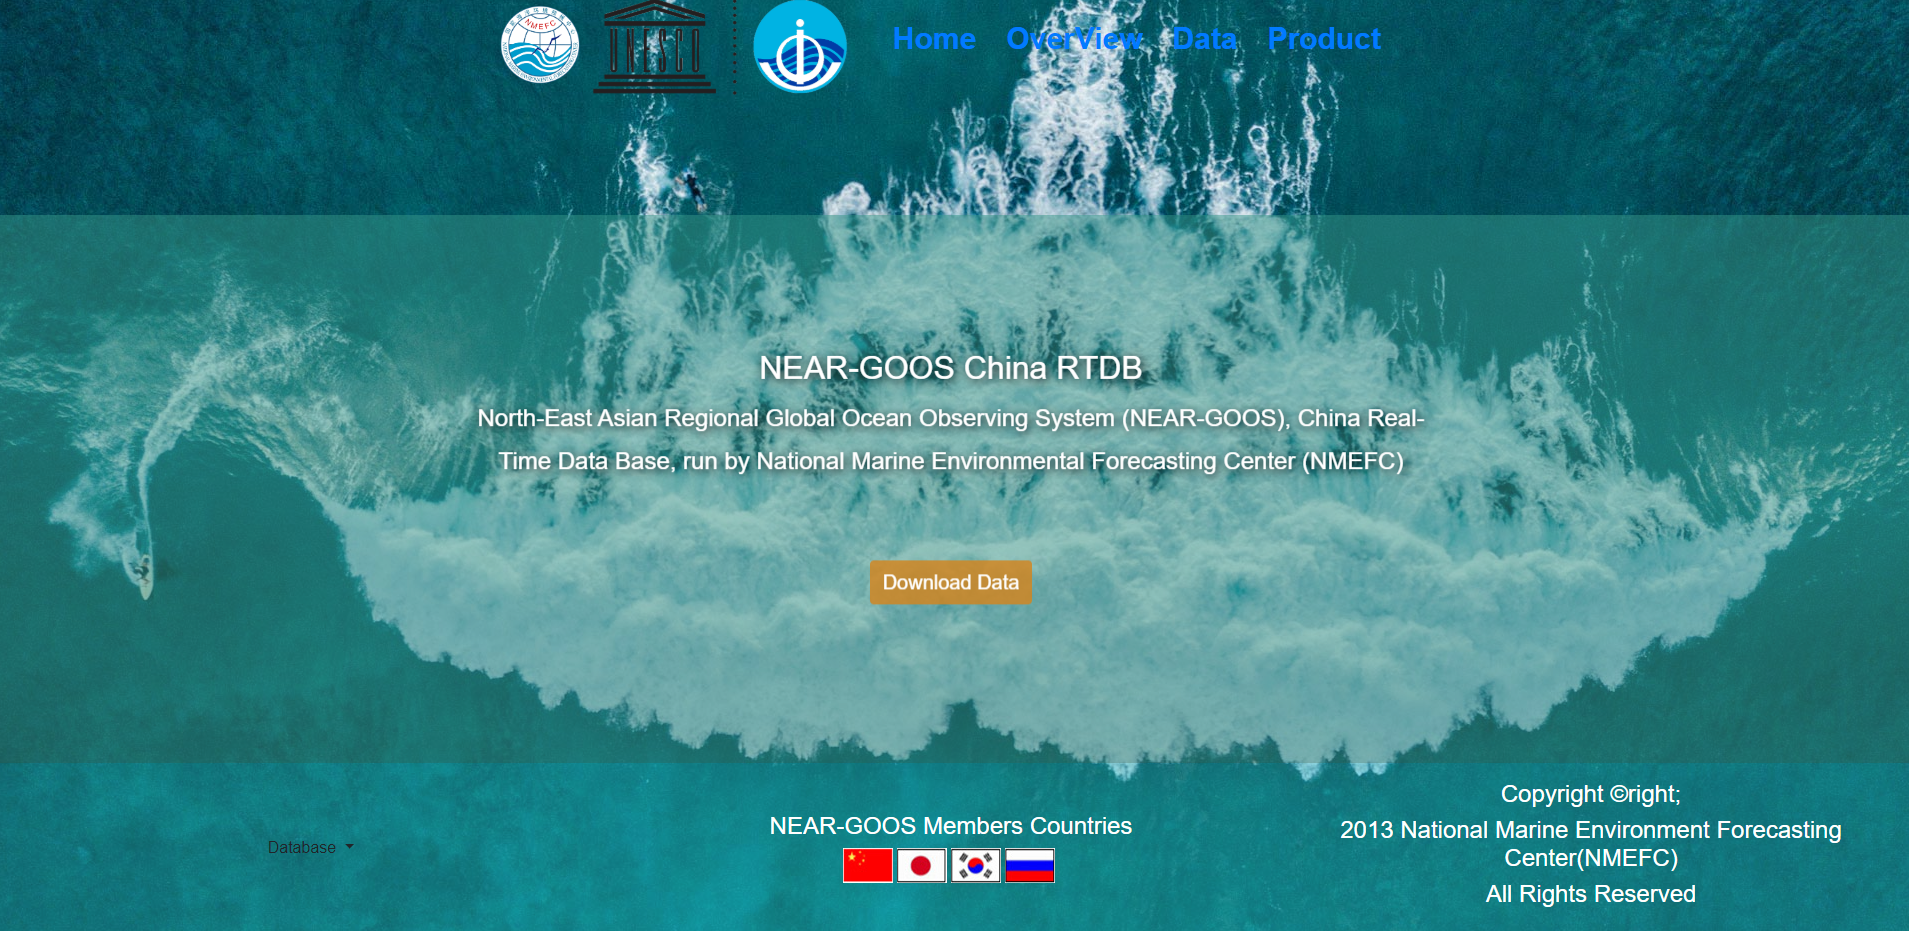 NMEFC
UNESCO
Home OverView Data Product
NEAR-GOOS China RTDB
North-East Asian Regional Global Ocean Observing System (NEAR-GOOS), China Real-
Time Data Base, run by National Marine Environmental Forecasting Center (NMEFC)
Download Data
Database
NEAR-GOOS Members Countries
Copyright ©right;
2013 National Marine Environment Forecasting
Center(NMEFC)
All Rights Reserved